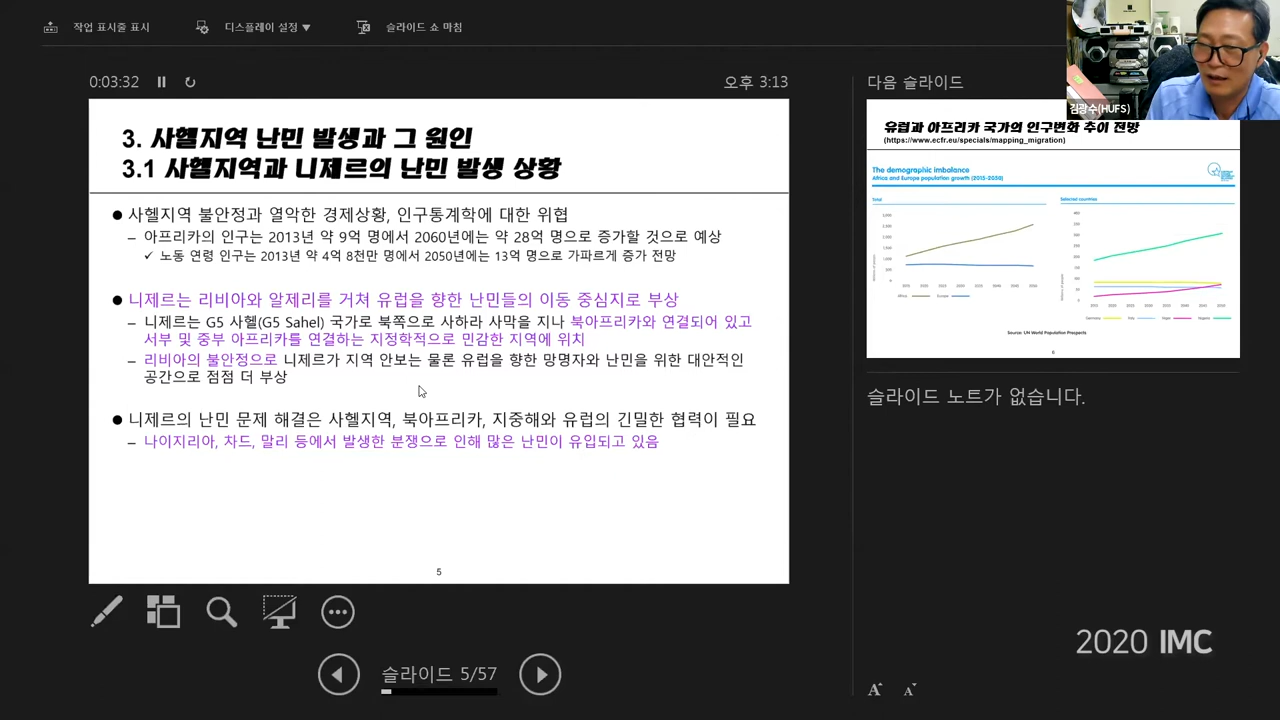 작업 표시줄 표시
디스플레이 설정 ▼
슬라이드 쇼 마침
0:03:32
오후 3:13
3. 사헬지역 난민 발생과 그 원인
3.1 사헬지역과 니제르의 난민 발생 상황
● 사헬지역 불안정과 열악한 경제상황, 인구통계학에 대한 위협
– 아프리카의 인구는 2013년 약 9억 명에서 2060년에는 약 28억 명으로 증가할 것으로 예상
✓ 노동 연령 인구는 2013년 약 4억 8천만 명에서 2050년에는 13억 명으로 가파르게 증가 전망
● 니제르는 리비아와 알제리를 거쳐 유럽을 향한 난민들의 이동 중심지로 부상
– 니제르는 G5 사헬(G5 Sahel) 국가로 북쪽으로 사하라 사막을 지나 북아프리카와 연결되어 있고
서부 및 중부 아프리카를 연결하는 지정학적으로 민감한 지역에 위치
– 리비아의 불안정으로 니제르가 지역 안보는 물론 유럽을 향한 망명자와 난민을 위한 대안적인
공간으로 점점 더 부상
● 니제르의 난민 문제 해결은 사헬지역, 북아프리카, 지중해와 유럽의 긴밀한 협력이 필요
– 나이지리아, 차드, 말리 등에서 발생한 분쟁으로 인해 많은 난민이 유입되고 있음
5
슬라이드 5/57
다음 슬라이드
김광수(HUFS)
유럽과 아프리카 국가의 인구변화 추이 전망
(https://www.ecfr.eu/specials/mapping_migration)
The demographic imbalance
Africa and Europe population growth (2015-2050)
Total
Selected countries
Africa
Europe
Germany
Italy
Niger
Nigeria
Source: UN World Population Prospects
6
슬라이드 노트가 없습니다.
2020 IMC
A A